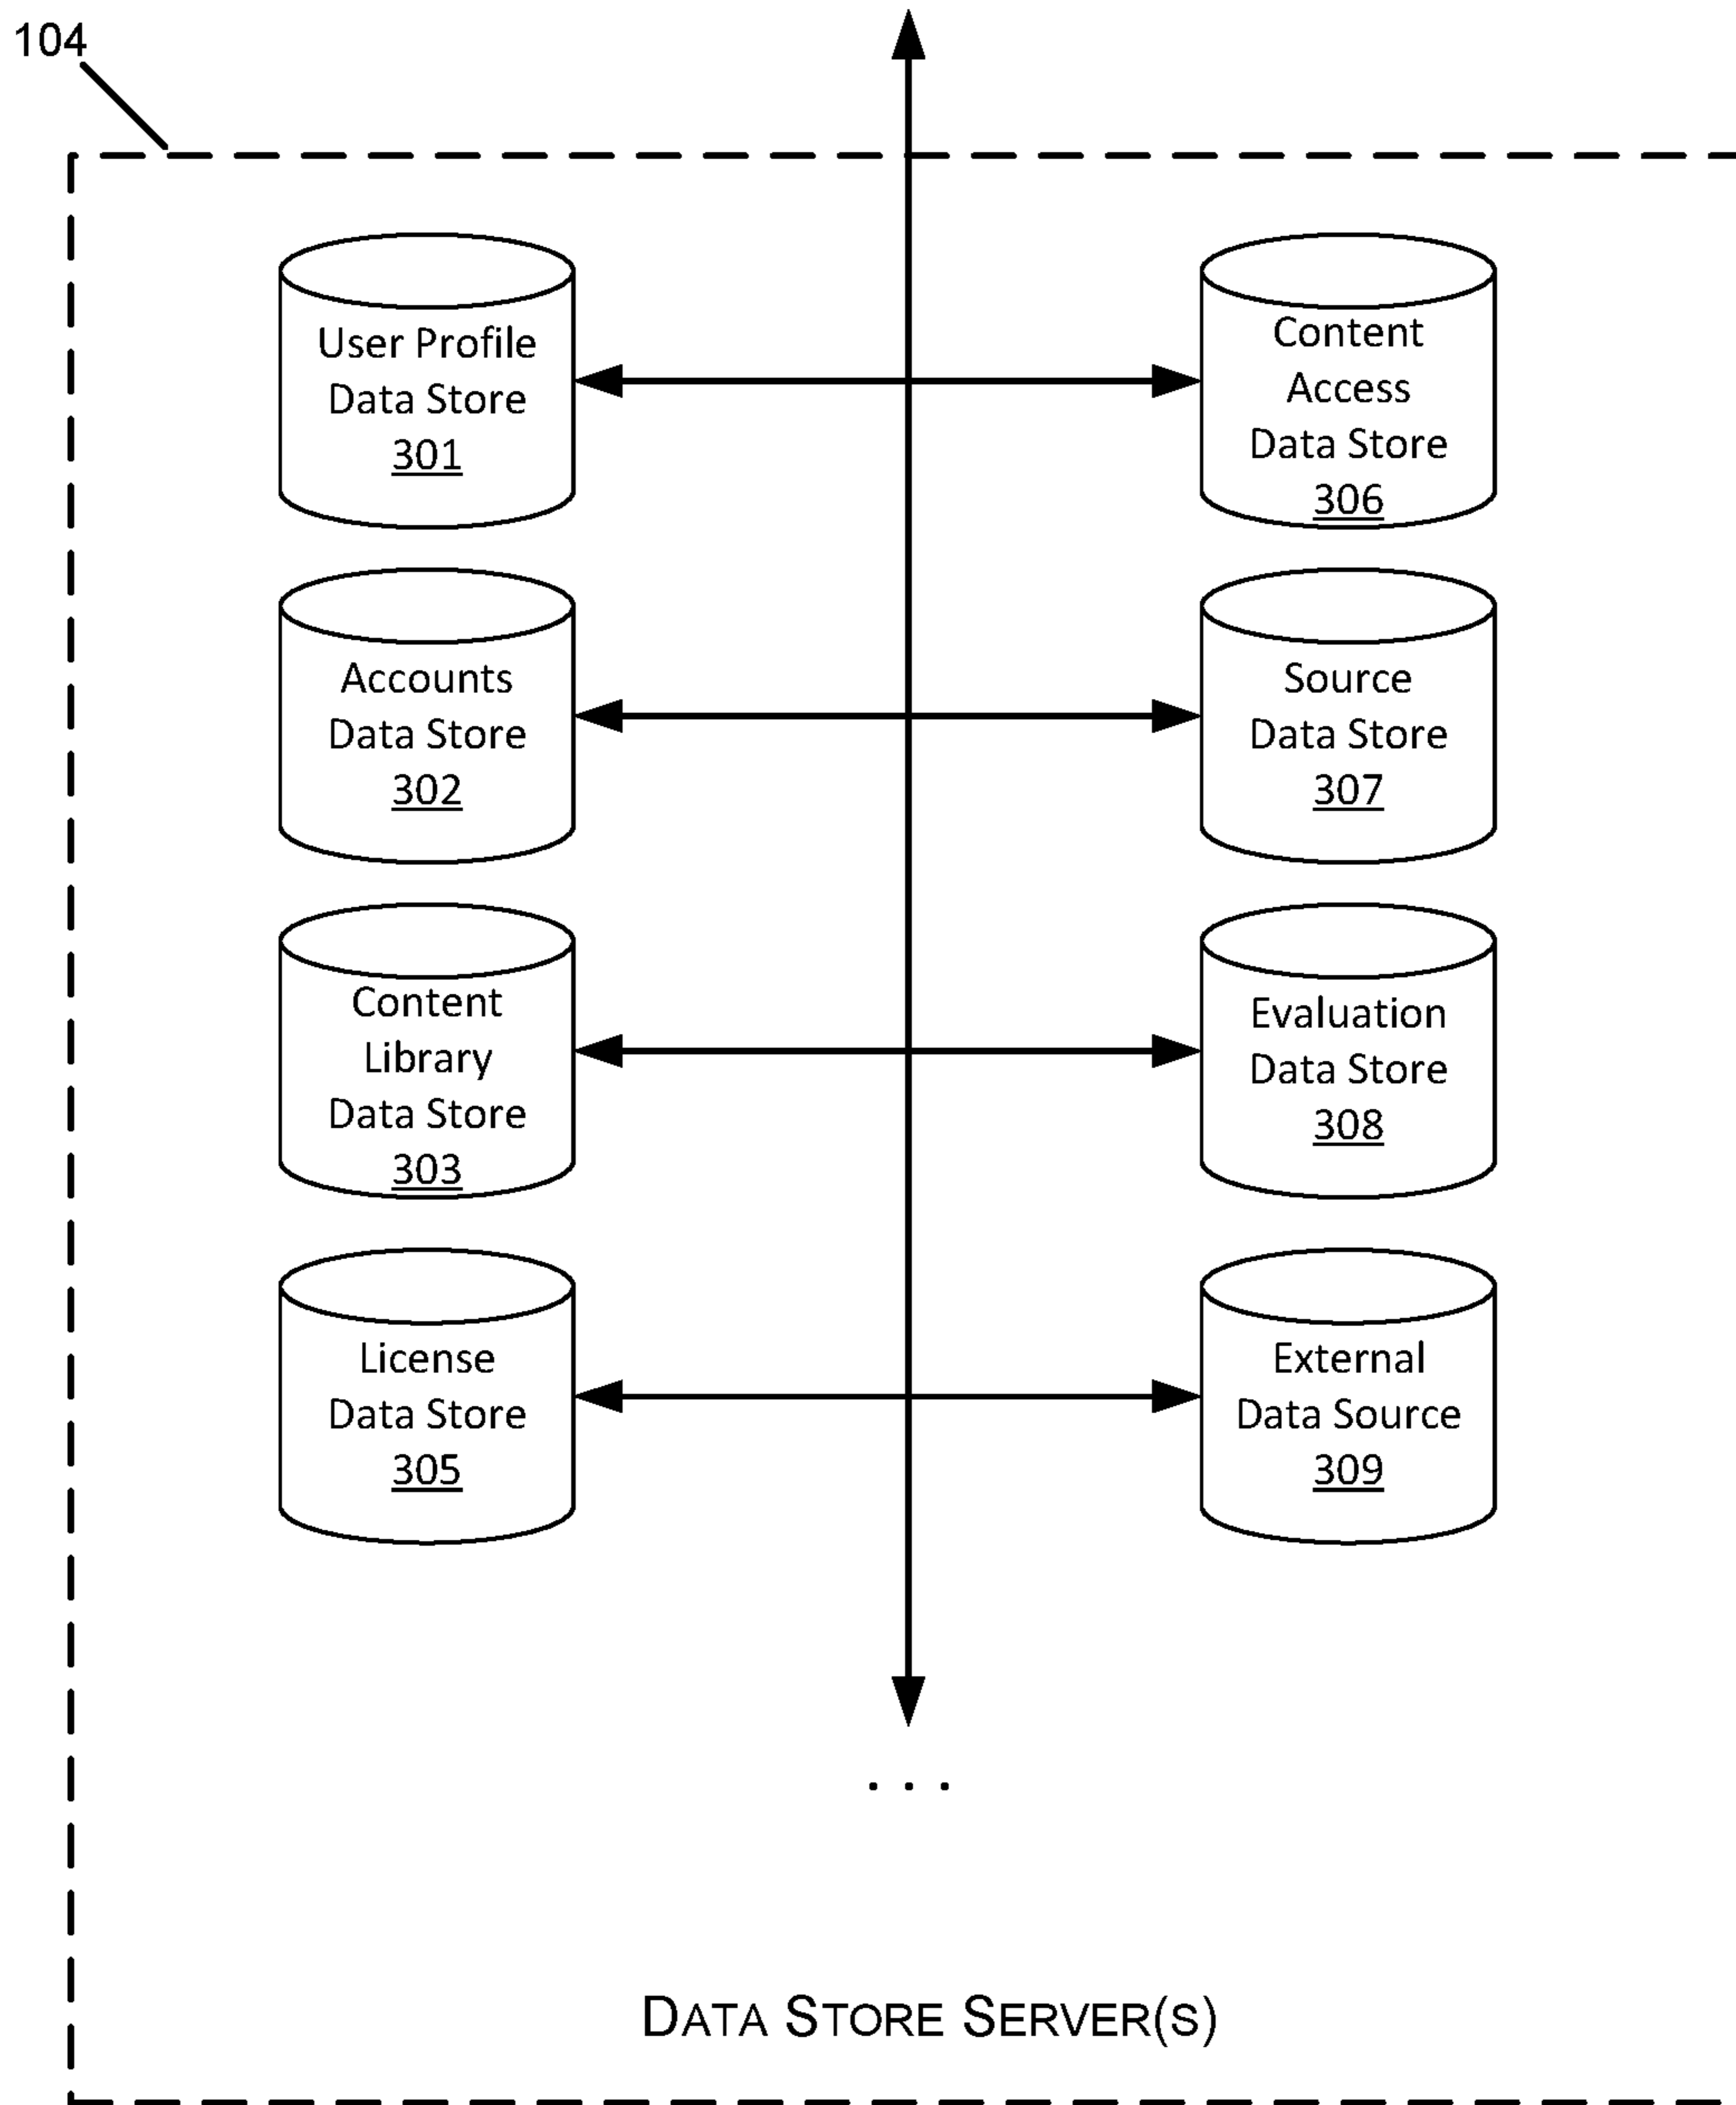 104
User Profile
Data Store
301
Content
Access
Data Store
306
Accounts
Data Store
302
Source
Data Store
307
Content
Library
Data Store
303
Evaluation
Data Store
308
License
Data Store
305
External
Data Source
309
. . .
DATA STORE SERVER(S)